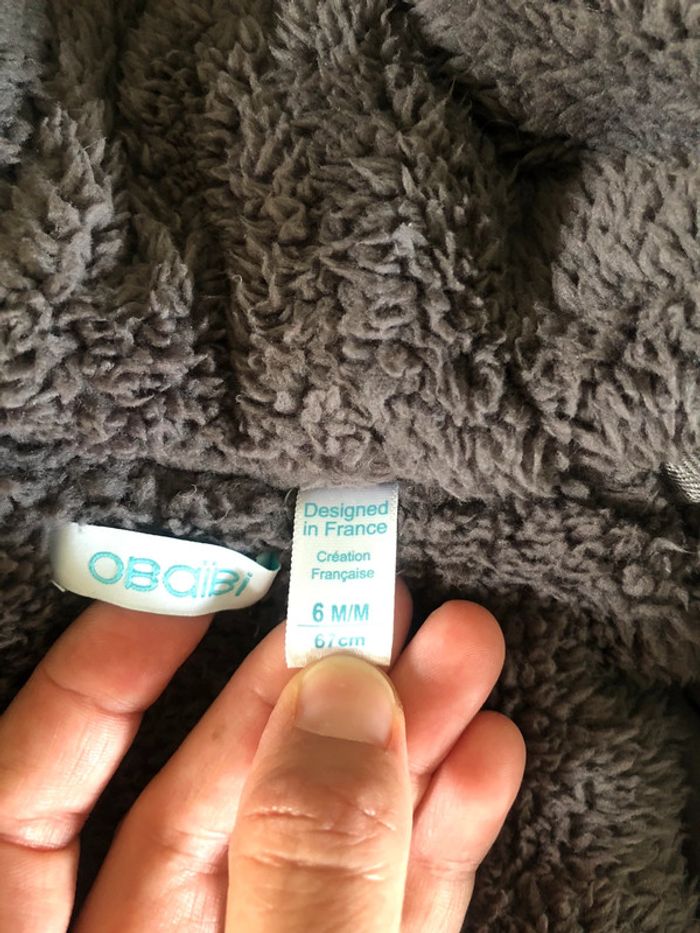 OBaïBi
Designed
in France
Création
Française
6 M/M
67cm